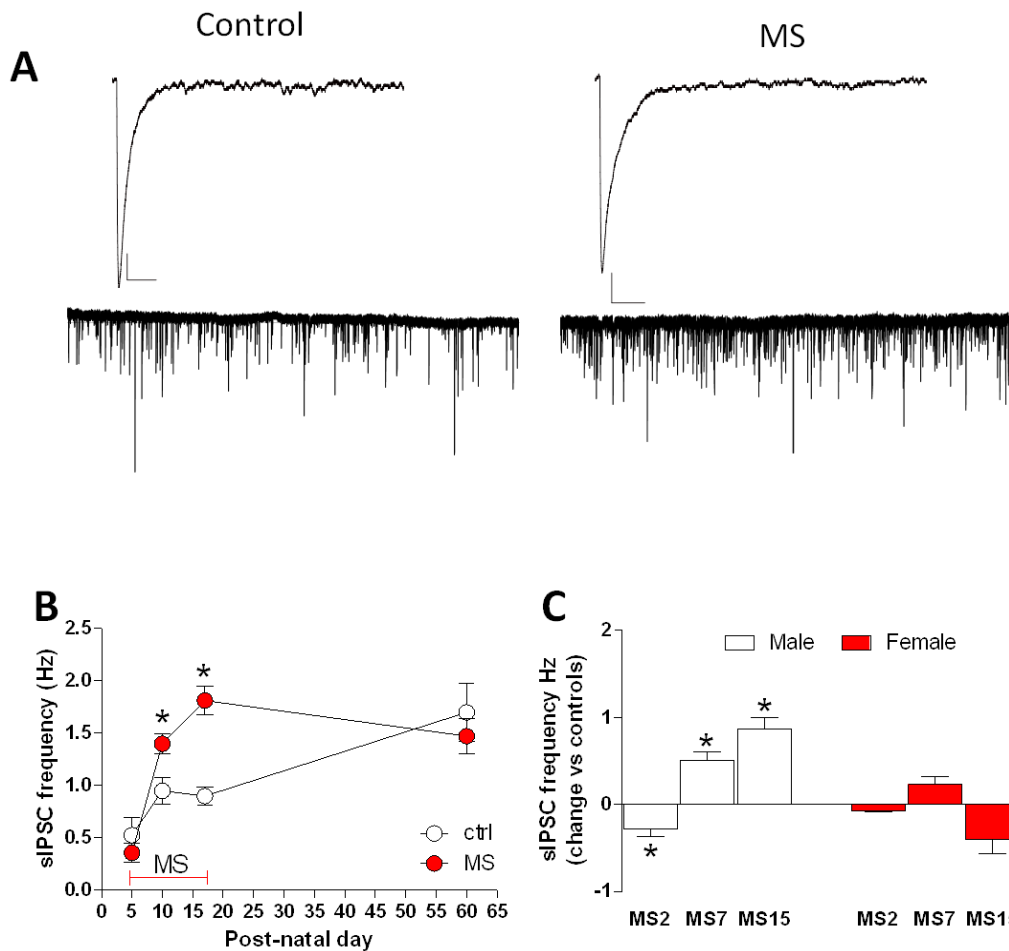 Control
MS
A
B
sIPSC frequency (Hz)
2.5
2.0
1.5
1.0
0.5
0.0
*
*
ctrl
MS
MS
0 5 10 15 20 25 30 35 40 45 50 55 60 65
Post-natal day
C
sIPSC frequency Hz
(change vs controls)
2
1
0
-1
Male Female
*
*
*
MS2 MS7 MS15 MS2 MS7